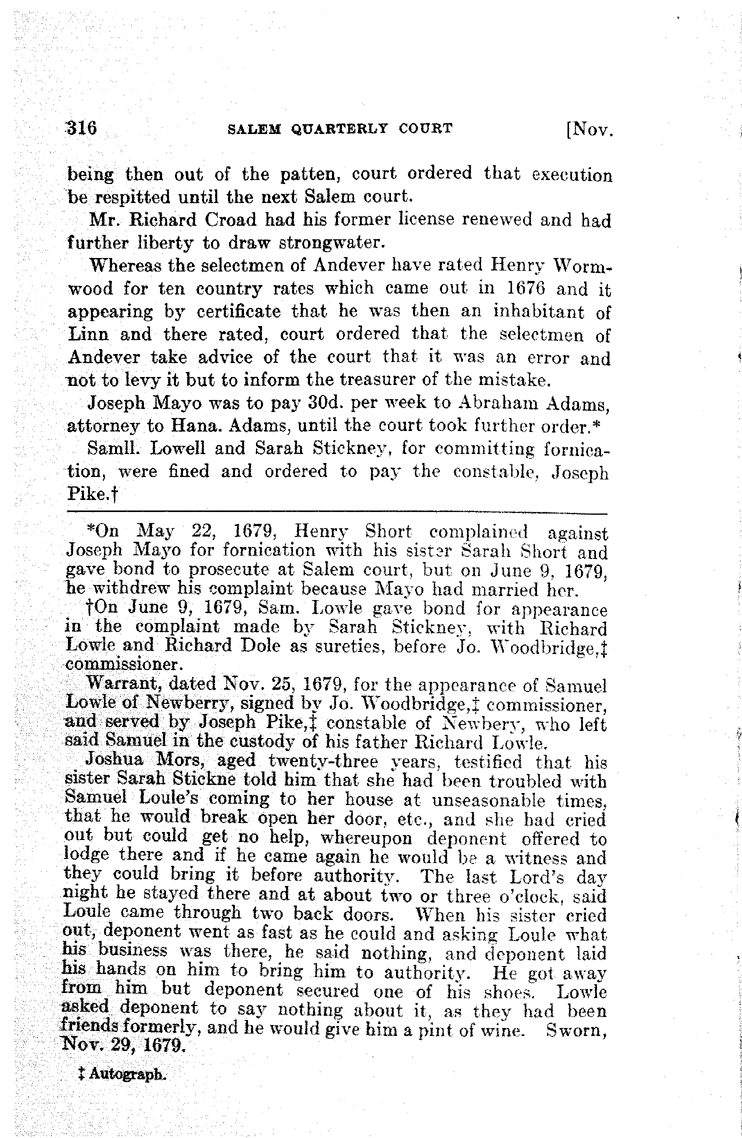 316 SALEM QUARTERLY COURT [Nov.
being then out of the patten, court ordered that execution
be respitted until the next Salem court.
Mr. Richard Croad had his former license renewed and had
further liberty to draw strongwater.
Whereas the selectmen of Andever have rated Henry Worm-
wood for ten country rates which came out in 1676 and it
appearing by certificate that he was then an inhabitant of
Linn and there rated, court ordered that the selectmen of
Andever take advice of the court that it was an error and
not to levy it but to inform the treasurer of the mistake.
Joseph Mayo was to pay 30d. per week to Abraham Adams,
attorney to Hana. Adams, until the court took further order.*
Samll. Lowell and Sarah Stickney, for committing fornica-
tion, were fined and ordered to pay the constable, Joseph
Pike.†
*On May 22, 1679, Henry Short complained against
Joseph Mayo for fornication with his sister Sarah Short and
gave bond to prosecute at Salem court, but on June 9, 1679,
he withdrew his complaint because Mayo had married her.
†On June 9, 1679, Sam. Lowle gave bond for appearance
in the complaint made by Sarah Stickney, with Richard
Lowle and Richard Dole as sureties, before Jo. Woodbridge,‡
commissioner.
Warrant, dated Nov. 25, 1679, for the appearance of Samuel
Lowle of Newberry, signed by Jo. Woodbridge,‡ commissioner,
and served by Joseph Pike,‡ constable of Newbery, who left
said Samuel in the custody of his father Richard Lowle.
Joshua Mors, aged twenty-three years, testified that his
sister Sarah Stickne told him that she had been troubled with
Samuel Loule's coming to her house at unseasonable times,
that he would break open her door, etc., and she had cried
out but could get no help, whereupon deponent offered to
lodge there and if he came again he would be a witness and
they could bring it before authority. The last Lord's day
night he stayed there and at about two or three o'clock, said
Loule came through two back doors. When his sister cried
out, deponent went as fast as he could and asking Loule what
his business was there, he said nothing, and deponent laid
his hands on him to bring him to authority. He got away
from him but deponent secured one of his shoes. Lowle
asked deponent to say nothing about it, as they had been
friends formerly, and he would give him a pint of wine. Sworn,
Nov. 29, 1679.
‡ Autograph.